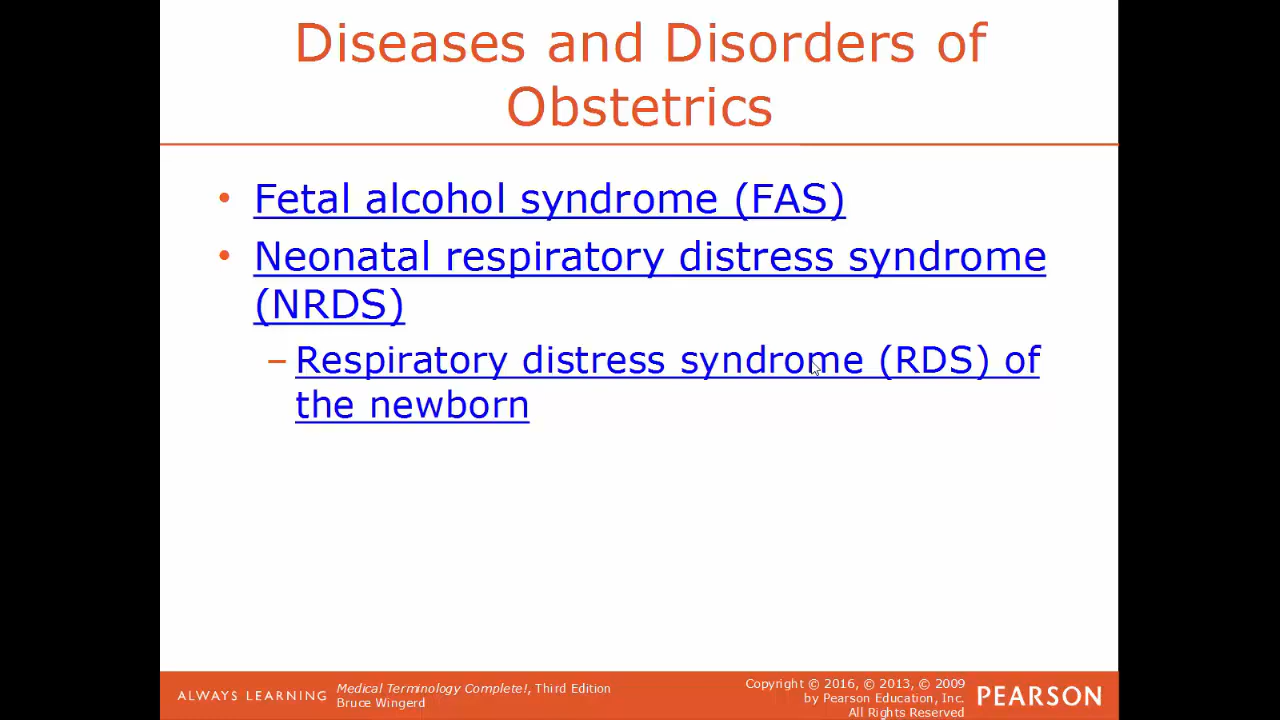 Diseases and Disorders of
Obstetrics
• Fetal alcohol syndrome (FAS)
• Neonatal respiratory distress syndrome
(NRDS)
– Respiratory distress syndrome (RDS) of
the newborn
ALWAYS LEARNING
Medical Terminology Complete!, Third Edition
Bruce Wingerd
Copyright © 2016, © 2013, © 2009
by Pearson Education, Inc.
All Rights Reserved
PEARSON